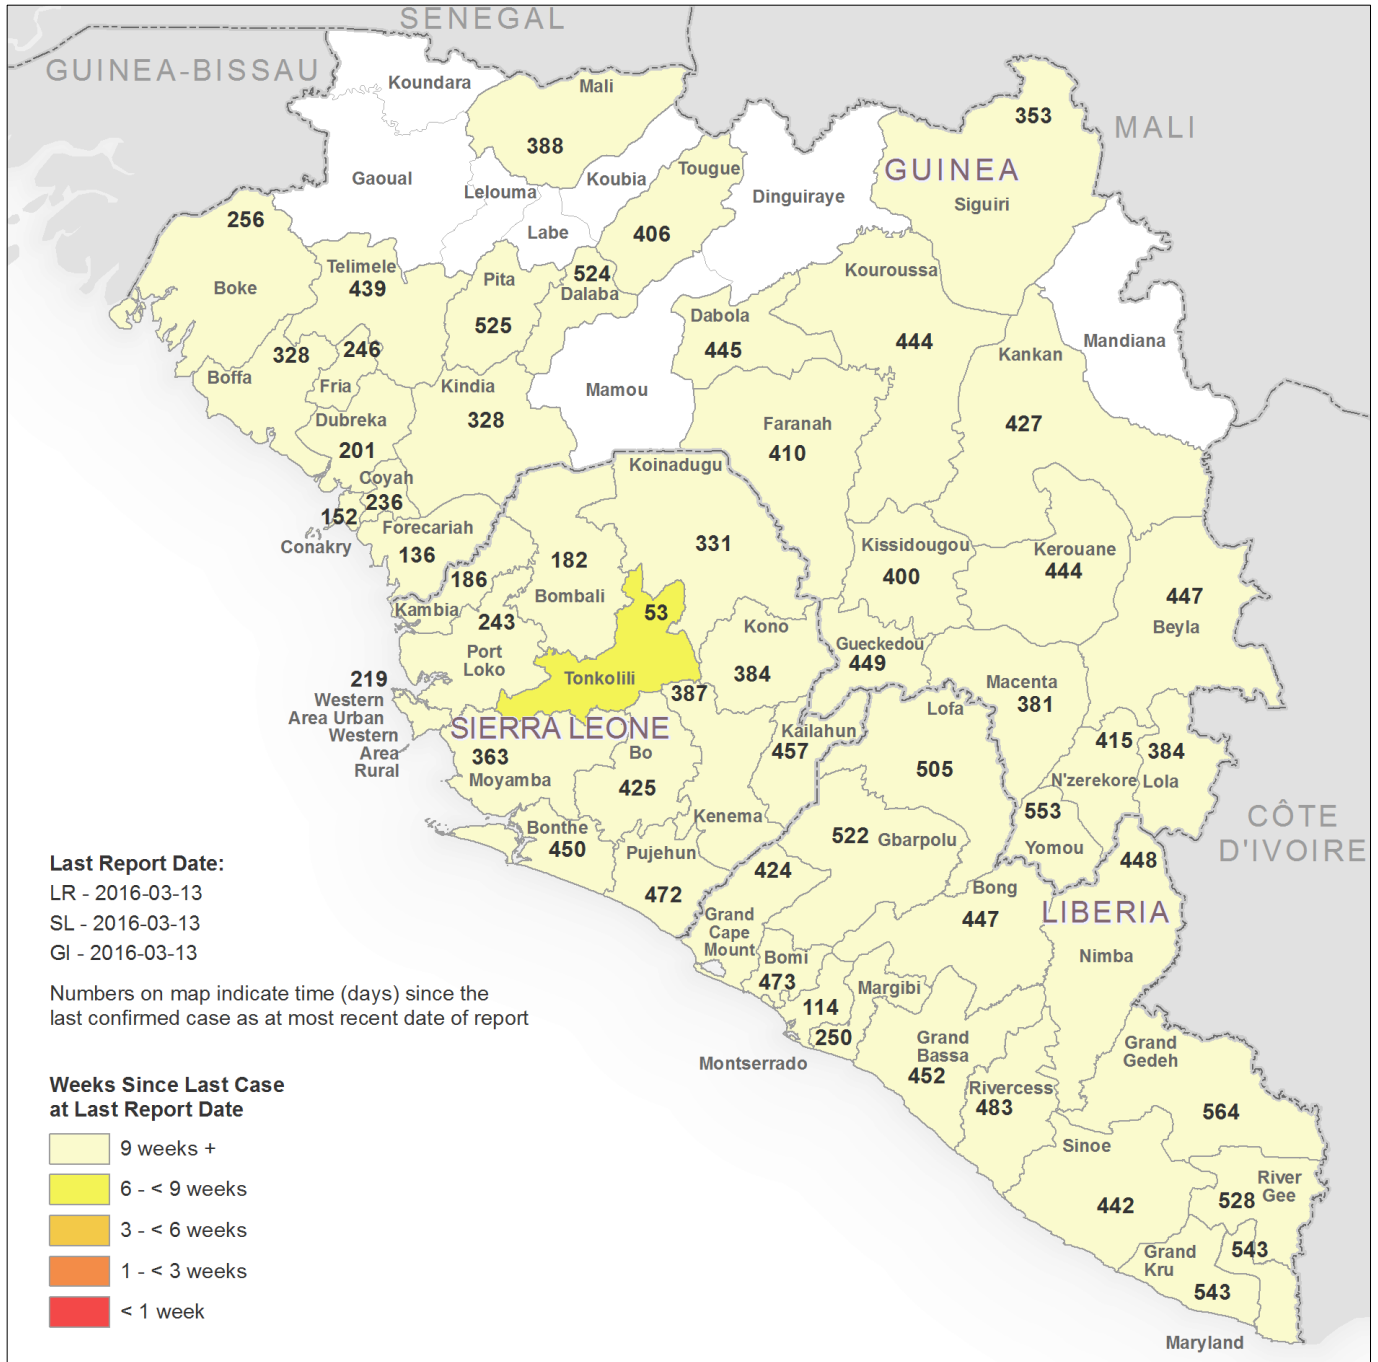 SENEGAL
GUINEA-BISSAU
Koundara
Mali
388
353
MALI
GUINEA
Gaoual
Lelouma
Koubia
Tougue
Dinguiraye
Siguiri
256
Labe
406
Telimele
439
Pita
524
Dalaba
Kouroussa
Boke
525
Dabola
445
444
Kankan
Mandiana
328
246
Boffa
Fria
Kindia
Mamou
Dubreka
328
Faranah
427
201
410
Coyah
Koinadugu
236
152
Forecariah
Conakry
136
331
Kissidougou
Kerouane
182
400
444
186
Bombali
447
Kambia
53
Beyla
243
Kono
Gueckedou
Port
Loko
449
384
Tonkolili
219
387
Macenta
381
Western
Area Urban
Western
Area
Rural
SIERRA LEONE
Kailahun
Lofa
363
Bo
457
415
384
Moyamba
425
505
N'zerekore
Lola
Kenema
553
CÔTE
D'IVOIRE
Bonthe
450
522
Gbarpolu
Yomou
Pujehun
448
424
472
Bong
447
LIBERIA
Grand
Cape
Mount
Bomi
Nimba
473
Margibi
114
250
Montserrado
Grand
Bassa
452
Grand
Gedeh
Rivercess
483
564
Sinoe
River
Gee
442
528
543
Grand
Kru
543
Maryland
Last Report Date:
LR - 2016-03-13
SL - 2016-03-13
GI - 2016-03-13
Numbers on map indicate time (days) since the
last confirmed case as at most recent date of report
Weeks Since Last Case
at Last Report Date
9 weeks +
6 - < 9 weeks
3 - < 6 weeks
1 - < 3 weeks
< 1 week